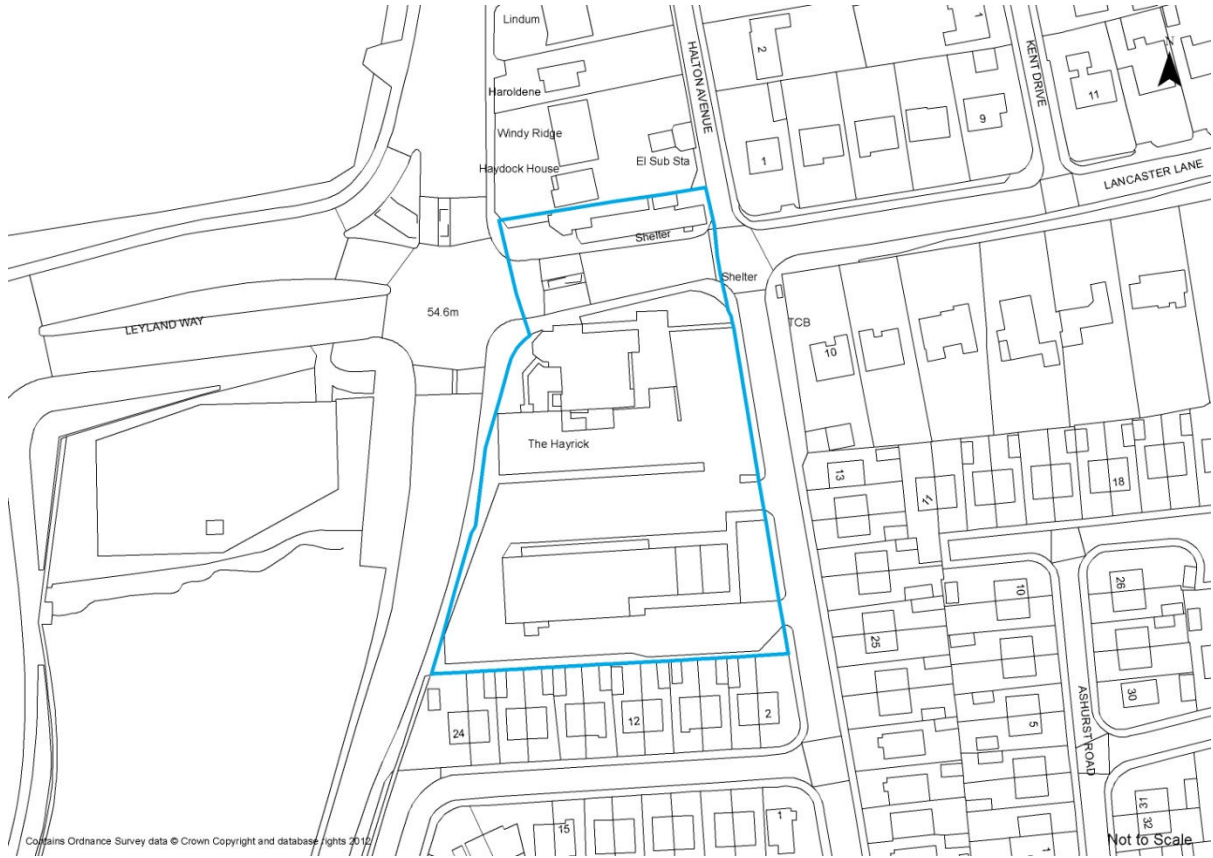 Lindum
HALTON AVENUE
2
1
KENT DRIVE
N
11
Haroldene
Windy Ridge
9
El Sub Sta
1
Haydock House
LANCASTER LANE
Shelter
Shelter
54.6m
LEYLAND WAY
TCB
10
The Hayrick
13
11
18
10
26
25
ASHURST ROAD
30
5
24
12
2
15
1
1
31
32
Contains Ordnance Survey data © Crown Copyright and database rights 2012
Not to Scale